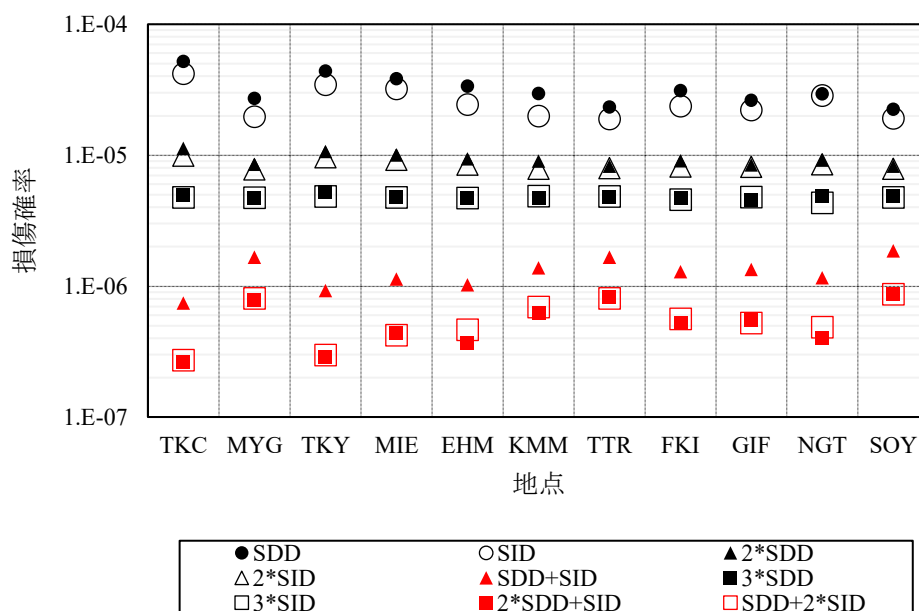 1.E-04
1.E-05
1.E-06
1.E-07
損傷確率
TKC MYG TKY MIE EHM KMM TTR FKI GIF NGT SOY
地点
SDD SID 2*SDD
2*SID SDD+SID 3*SDD
3*SID 2*SDD+SID SDD+2*SID